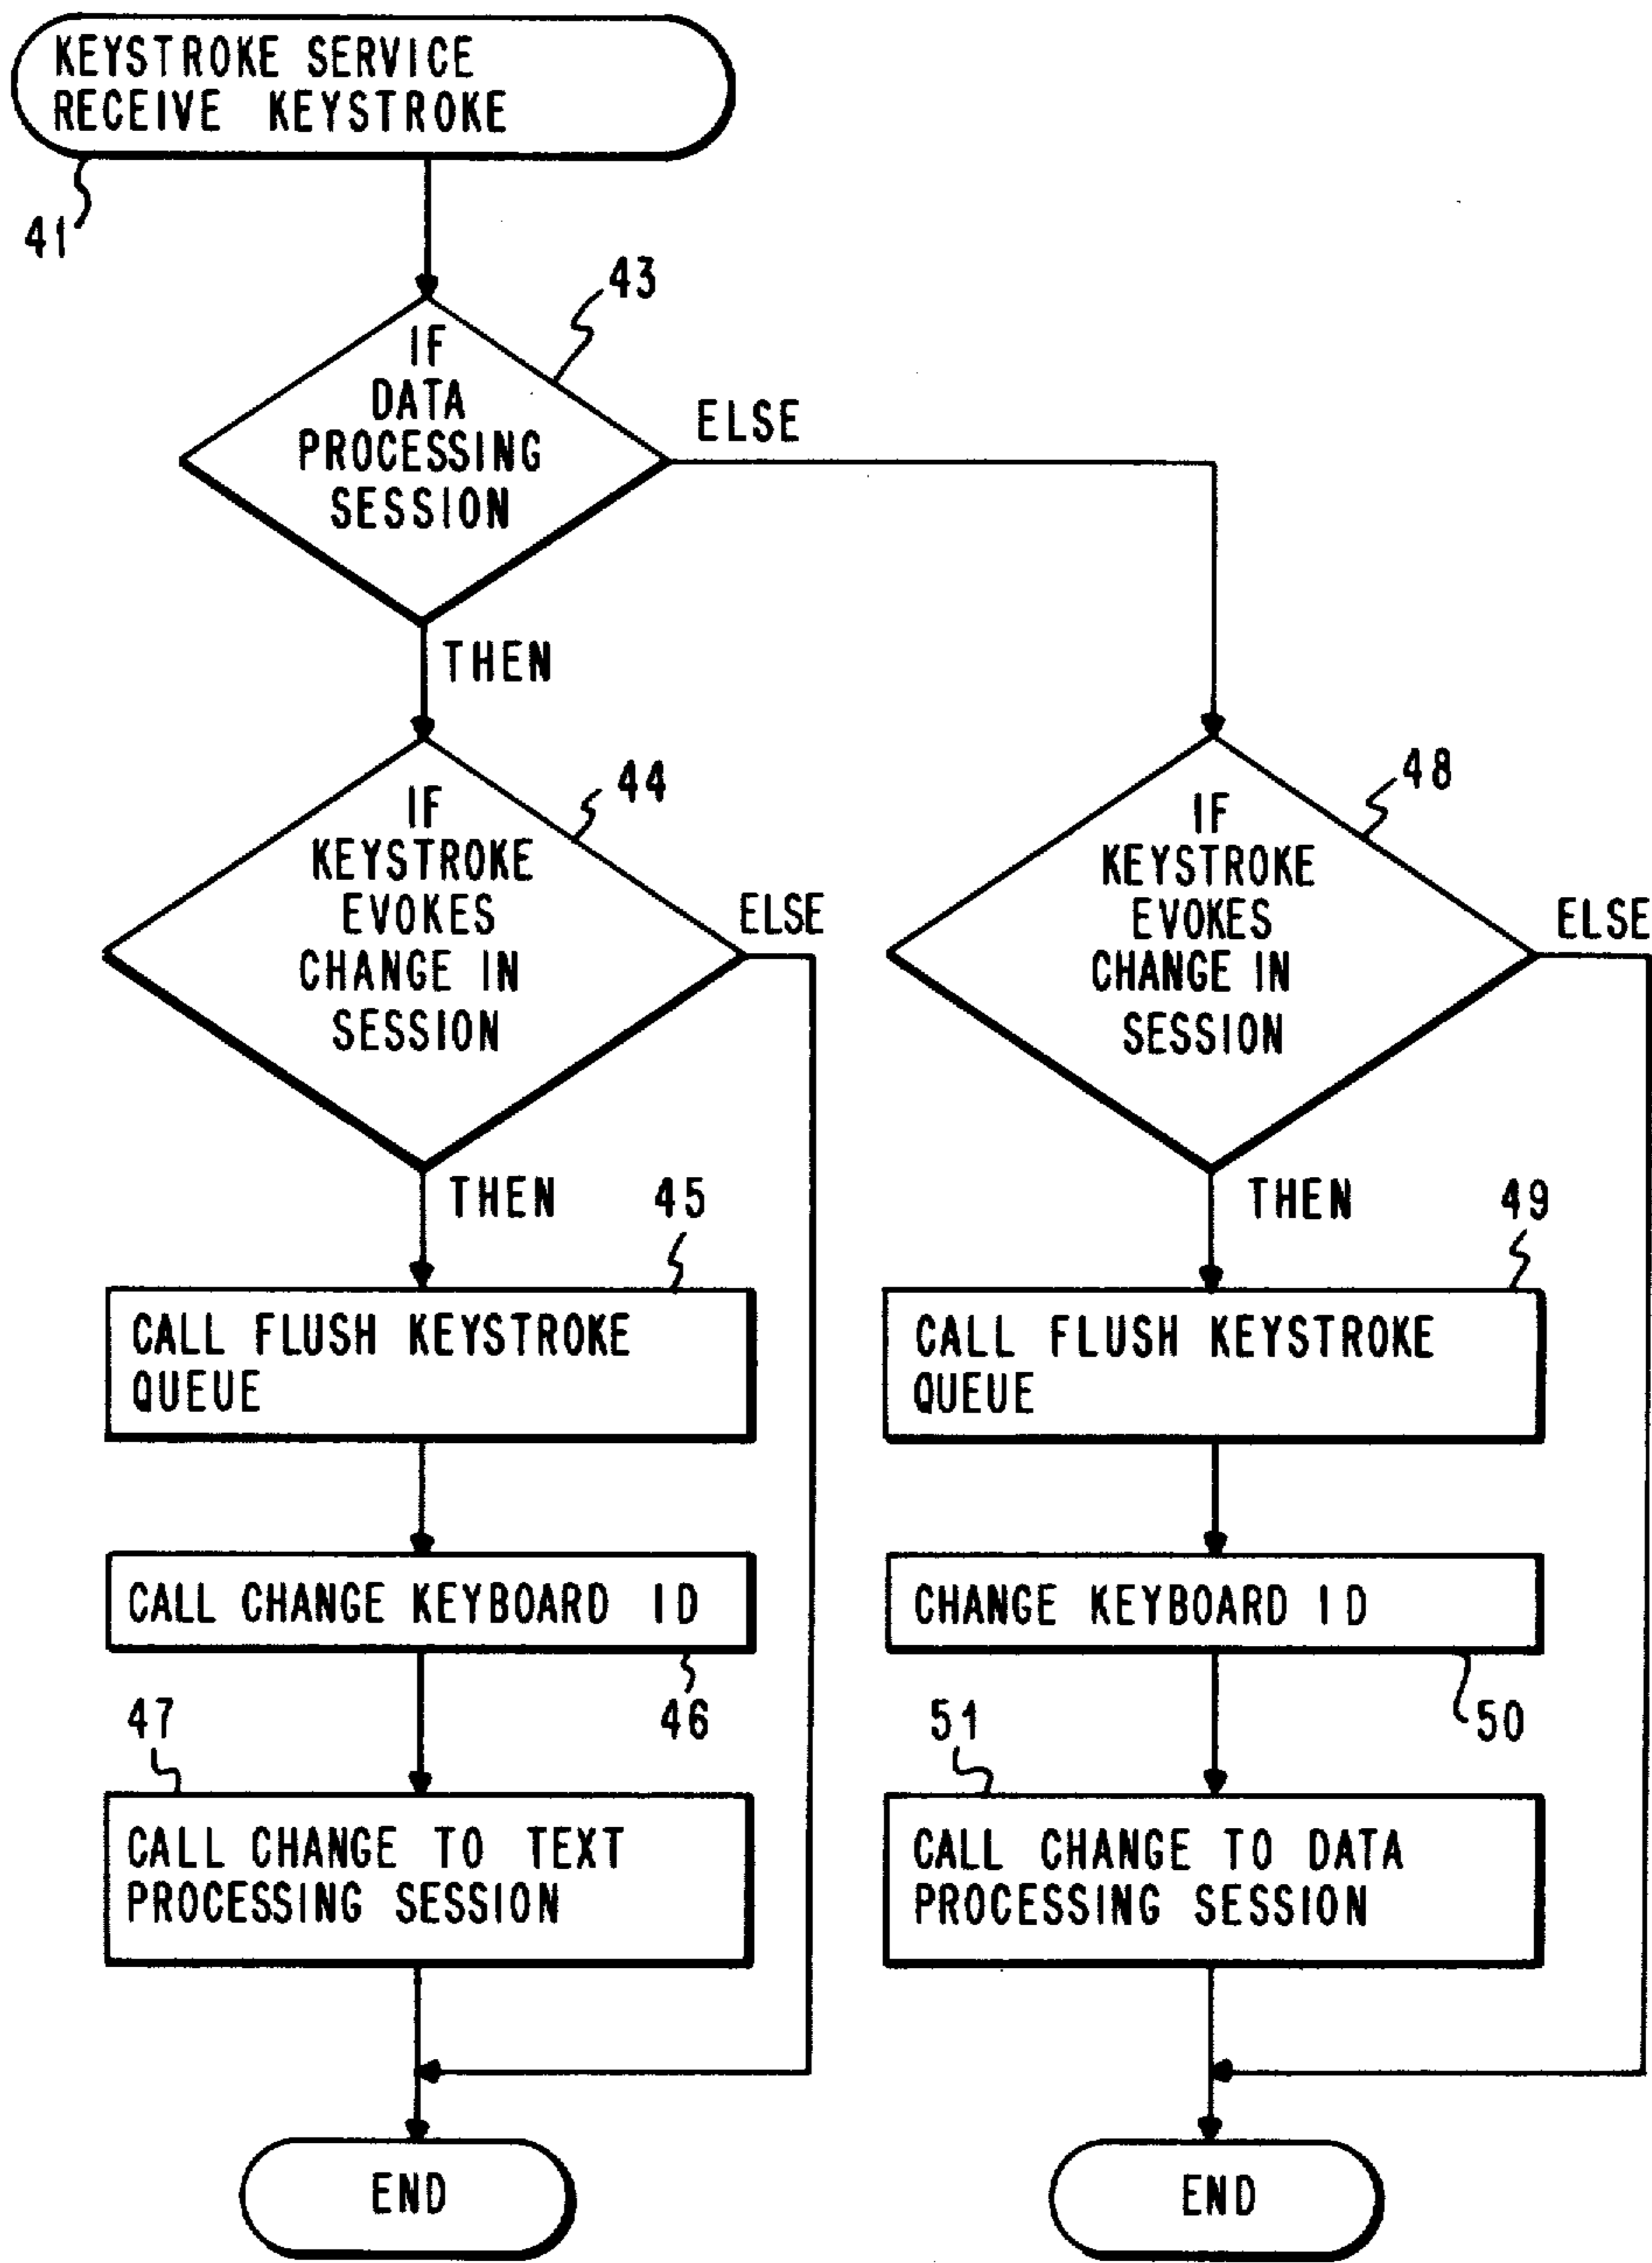 KEYSTROKE SERVICE
RECEIVE KEYSTROKE
41
43
IF
DATA
PROCESSING
SESSION
ELSE
THEN
44
IF
KEYSTROKE
EVOKES
CHANGE IN
SESSION
ELSE
THEN
45
CALL FLUSH KEYSTROKE
QUEUE
CALL CHANGE KEYBOARD ID
46
47
CALL CHANGE TO TEXT
PROCESSING SESSION
END
48
IF
KEYSTROKE
EVOKES
CHANGE IN
SESSION
ELSE
THEN
49
CALL FLUSH KEYSTROKE
QUEUE
CHANGE KEYBOARD ID
50
51
CALL CHANGE TO DATA
PROCESSING SESSION
END